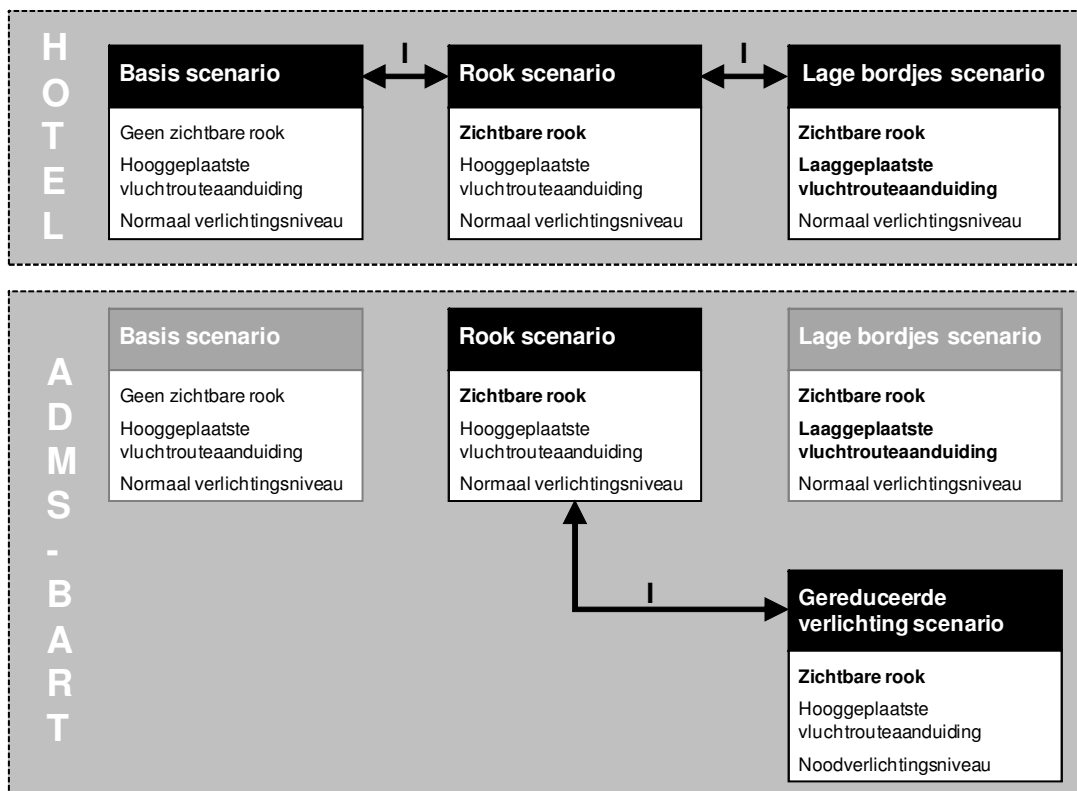 HOTEL
I
I
Basis scenario
Geen zichtbare rook
Hooggeplaatste
vluchtrouteaanduiding
Normaal verlichtingsniveau
Rook scenario
Zichtbare rook
Hooggeplaatste
vluchtrouteaanduiding
Normaal verlichtingsniveau
Lage bordjes scenario
Zichtbare rook
Laaggeplaatste
vluchtrouteaanduiding
Normaal verlichtingsniveau
ADMS-BART
Basis scenario
Geen zichtbare rook
Hooggeplaatste
vluchtrouteaanduiding
Normaal verlichtingsniveau
Rook scenario
Zichtbare rook
Hooggeplaatste
vluchtrouteaanduiding
Normaal verlichtingsniveau
Lage bordjes scenario
Zichtbare rook
Laaggeplaatste
vluchtrouteaanduiding
Normaal verlichtingsniveau
I
Gereduceerde
verlichting scenario
Zichtbare rook
Hooggeplaatste
vluchtrouteaanduiding
Noodverlichtingsniveau